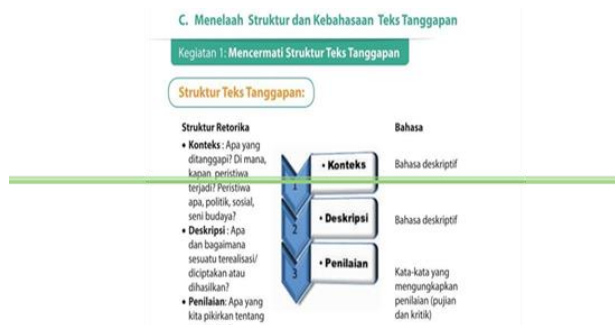 C. Menelaah Struktur dan Kebahasaan Teks Tanggapan
Kegiatan 1: Mencermati Struktur Teks Tanggapan
Struktur Teks Tanggapan:
Struktur Retorika
• Konteks : Apa yang
ditanggapi? Di mana,
kapan peristiwa
terjadi? Peristiwa
apa, politik, sosial,
seni budaya?
• Deskripsi : Apa
dan bagaimana
sesuatu terealisasi/
diciptakan atau
dihasilkan?
• Penilaian: Apa yang
kita pikirkan tentang
1
• Konteks
2
• Deskripsi
3
• Penilaian
Bahasa
Bahasa deskriptif
Bahasa deskriptif
Kata-kata yang
mengungkapkan
penilaian (pujian
dan kritik)